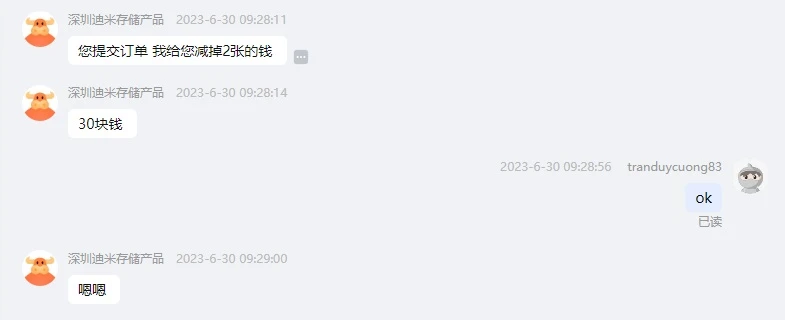 深圳迪米存储产品 2023-6-30 09:28:11
您提交订单 我给您减掉2张的钱
深圳迪米存储产品 2023-6-30 09:28:14
30块钱
2023-6-30 09:28:56 tranduycuong83
ok
已读
深圳迪米存储产品 2023-6-30 09:29:00
嗯嗯